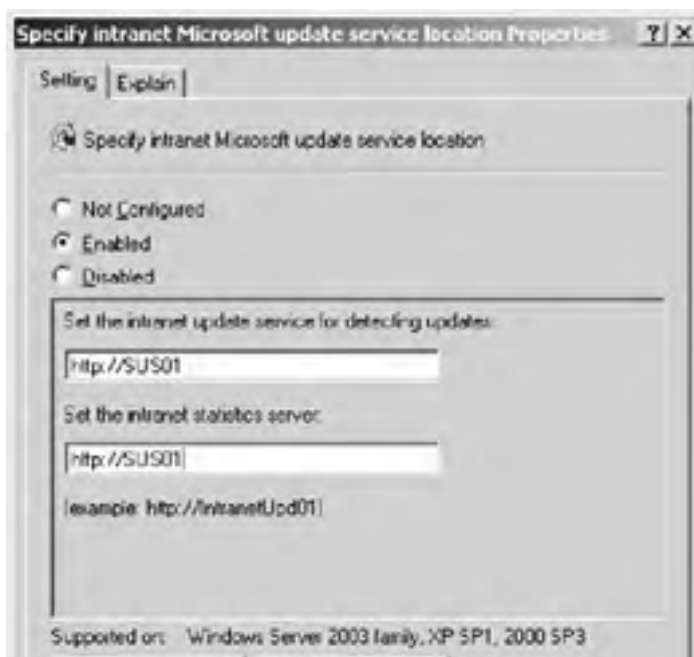 Specify intranet Microsoft update service location Properties ? X
Setting Explain
Specify intranet Microsoft update service location
Not Configured
Enabled
Disabled
Set the intranet update service for detecting updates:
http://SUS01
Set the intranet statistics server:
http://SUS01
(example: http://IntranetUpd01)
Supported on: Windows Server 2003 family, XP SP1, 2000 SP3